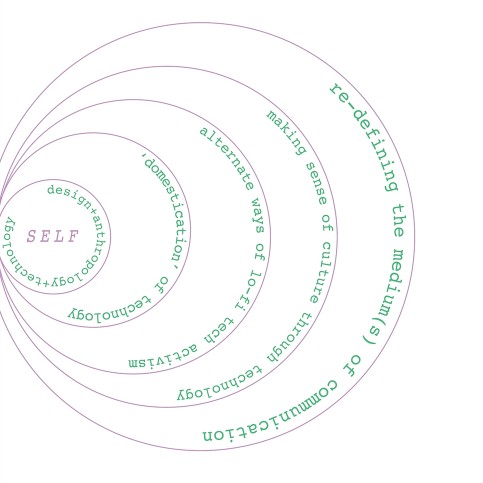 SELF
design+anthropology+technology
'domestication' of technology
alternate ways of lo-fi tech activism
making sense of culture through technology
re-defining the medium(s) of communication